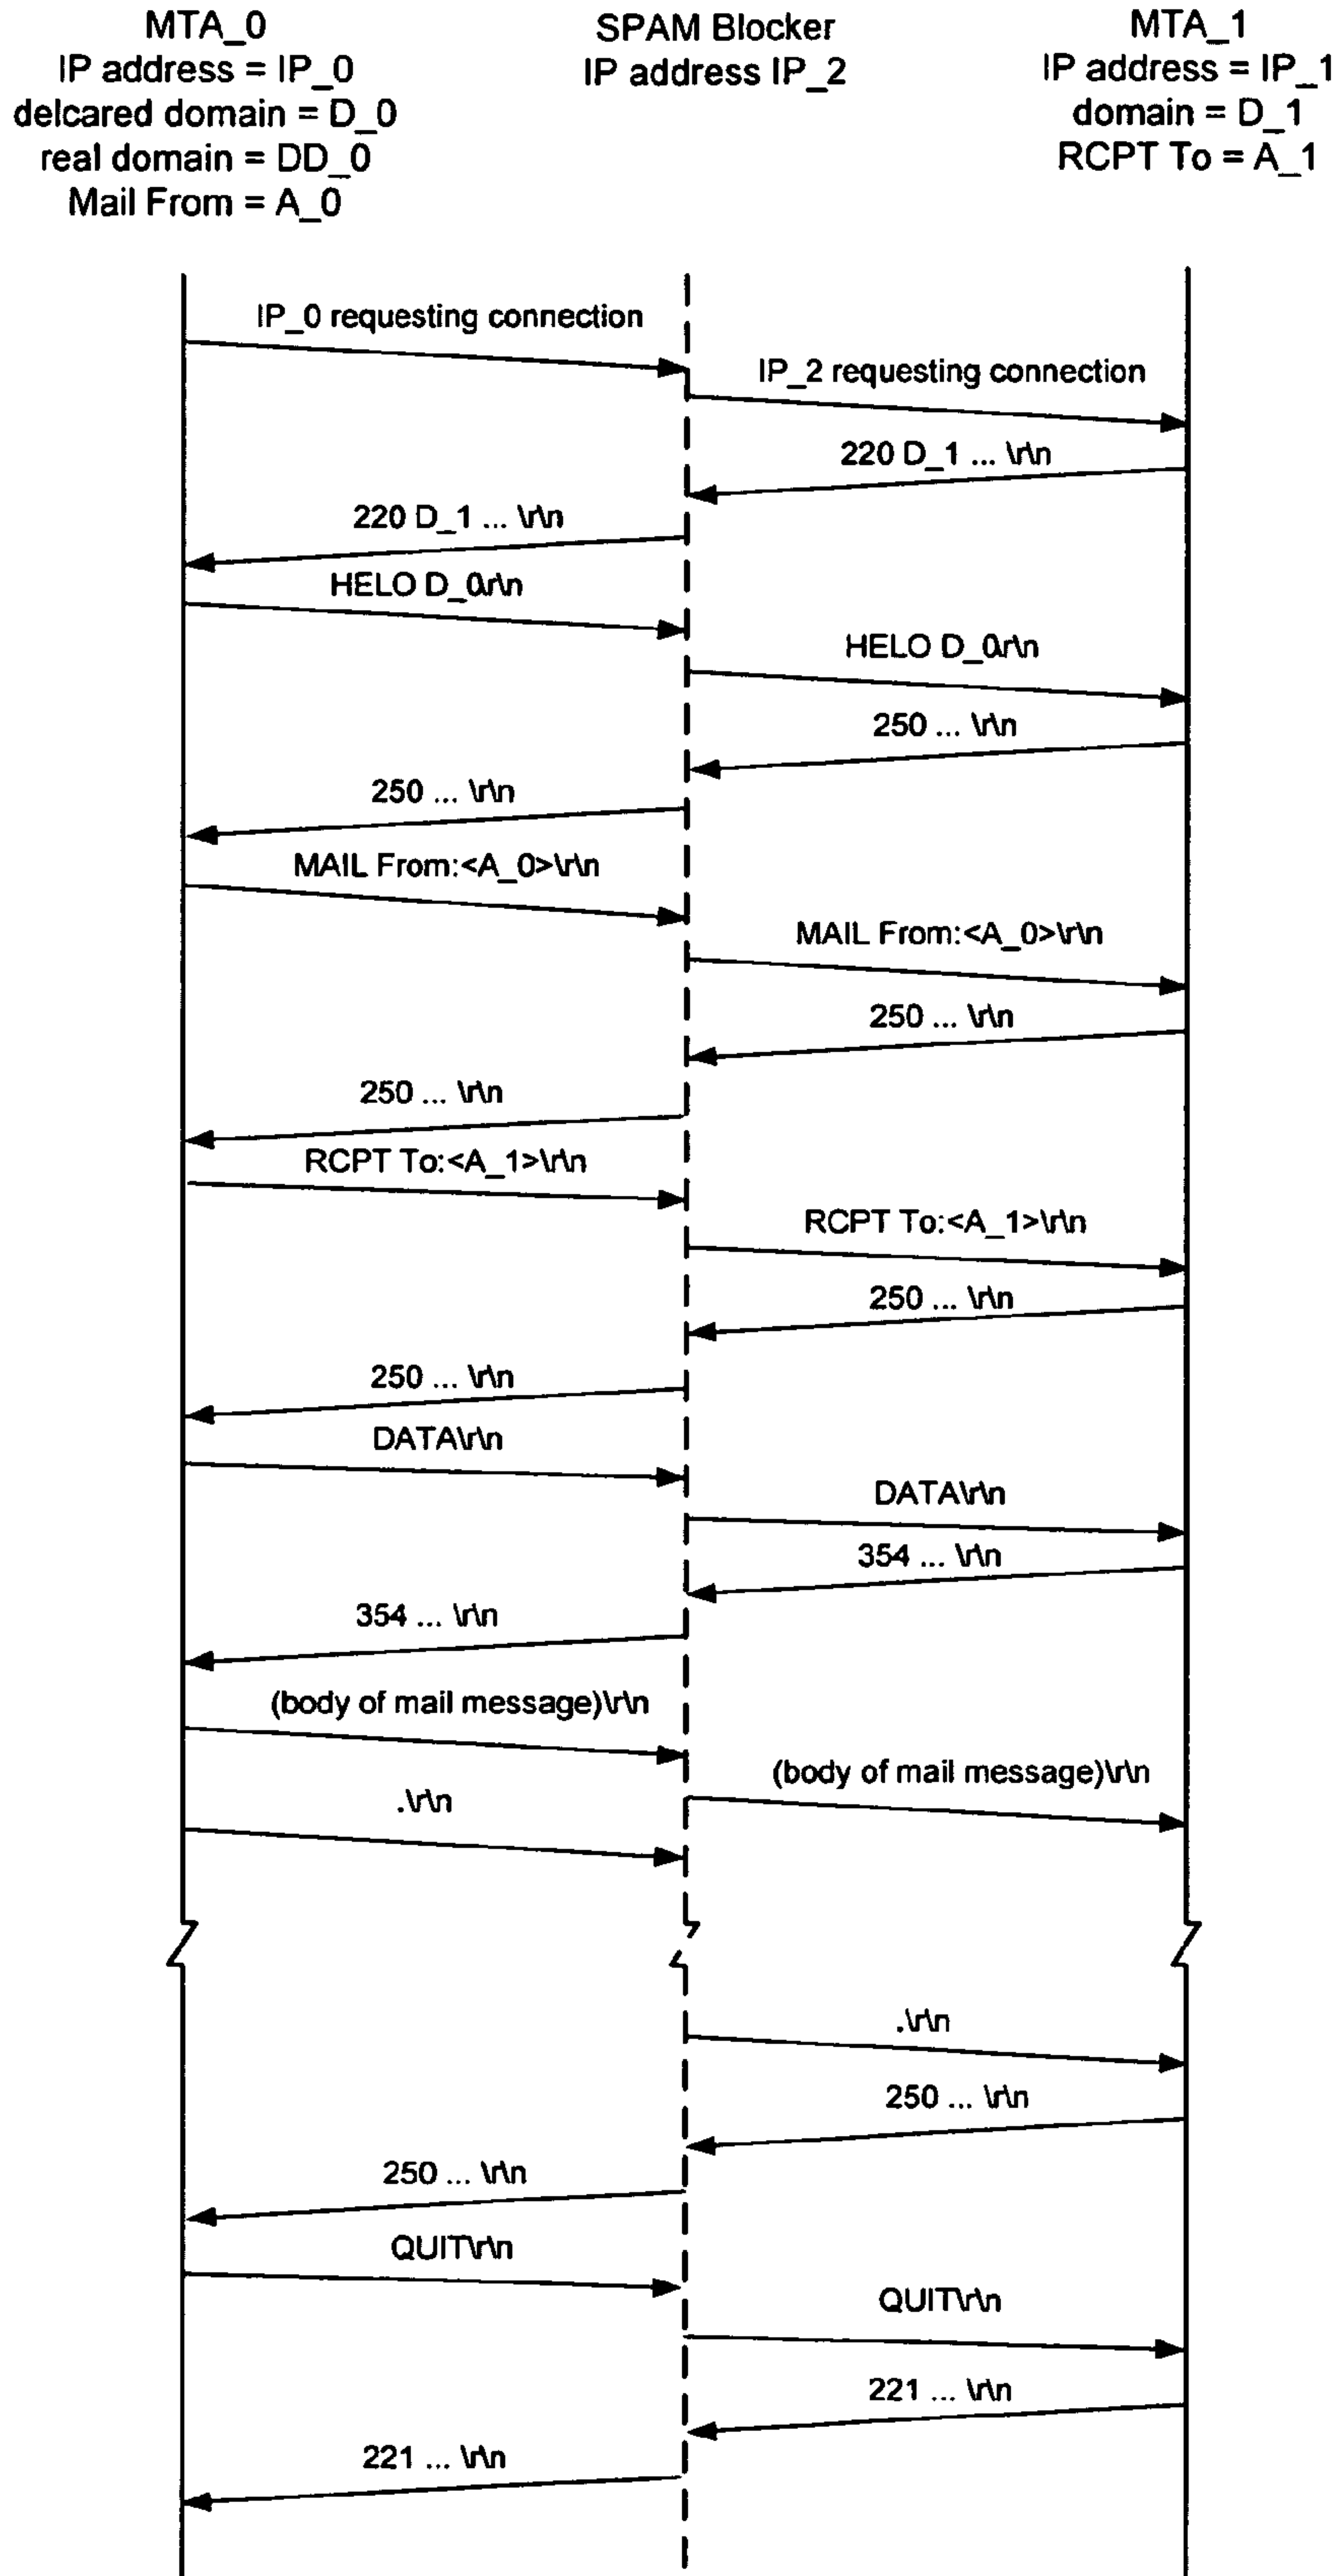 MTA_0
IP address = IP_0
delcared domain = D_0
real domain = DD_0
Mail From = A_0
SPAM Blocker
IP address IP_2
MTA_1
IP address = IP_1
domain = D_1
RCPT To = A_1
IP_0 requesting connection
IP_2 requesting connection
220 D_1 ... \r\n
220 D_1 ... \r\n
HELO D_0\r\n
HELO D_0\r\n
250 ... \r\n
250 ... \r\n
MAIL From:<A_0>\r\n
MAIL From:<A_0>\r\n
250 ... \r\n
250 ... \r\n
RCPT To:<A_1>\r\n
RCPT To:<A_1>\r\n
250 ... \r\n
250 ... \r\n
DATA\r\n
DATA\r\n
354 ... \r\n
354 ... \r\n
(body of mail message)\r\n
(body of mail message)\r\n
.\r\n
.\r\n
250 ... \r\n
250 ... \r\n
QUIT\r\n
QUIT\r\n
221 ... \r\n
221 ... \r\n